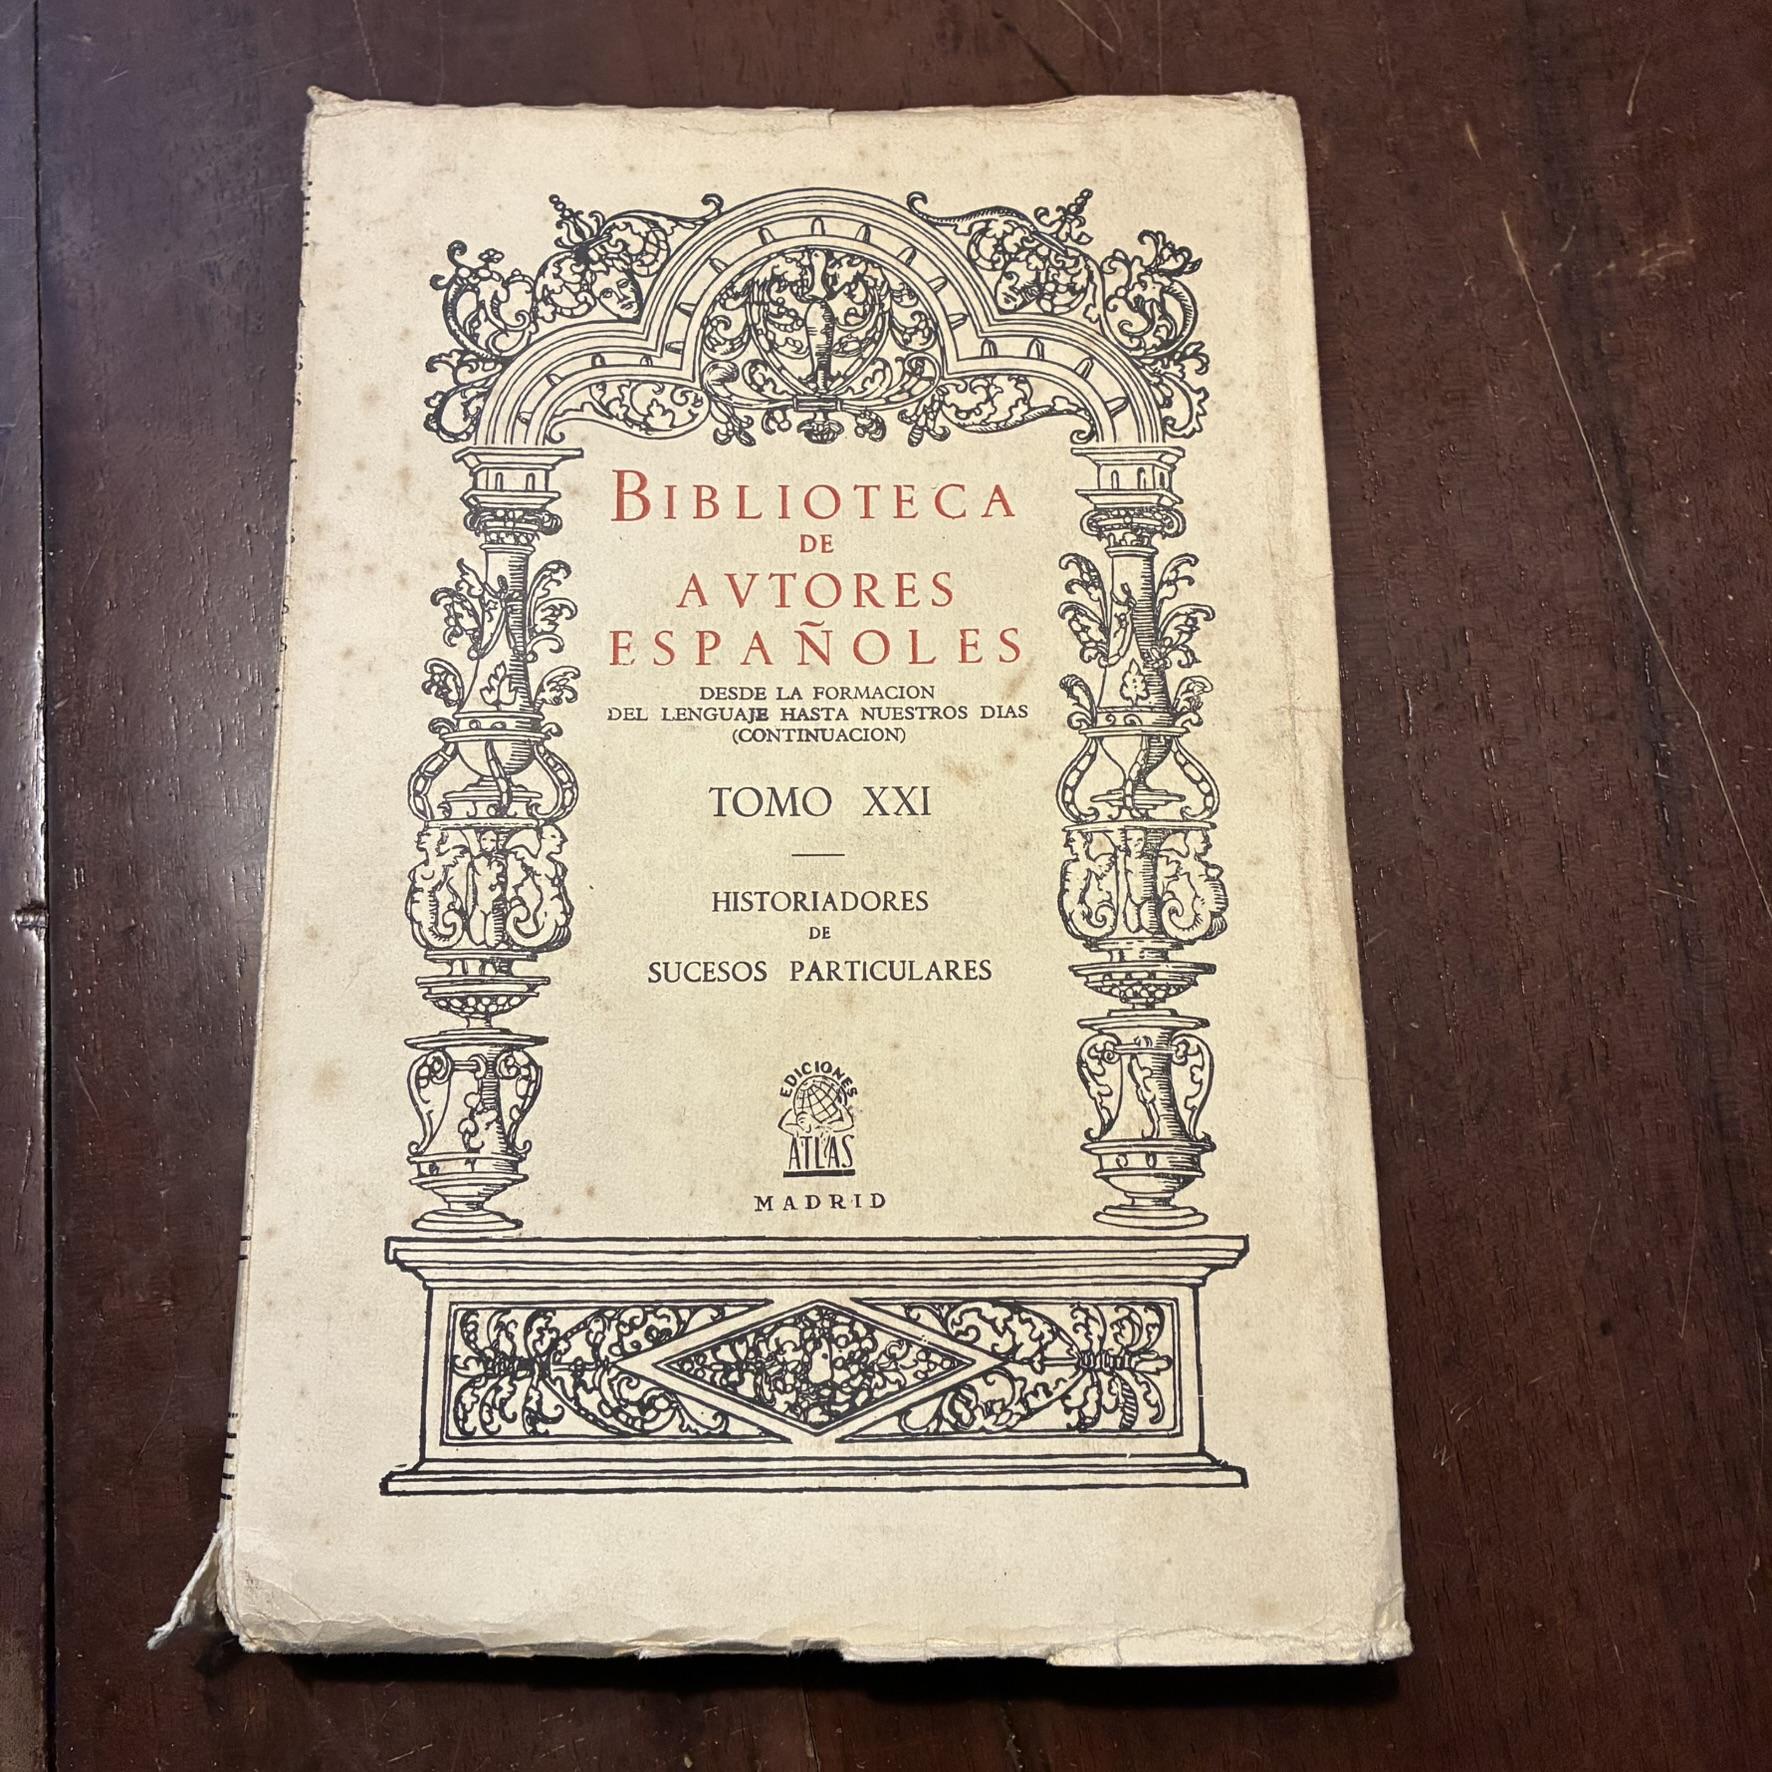 BIBLIOTECA
DE
AVTORES
ESPAÑOLES
DESDE LA FORMACION
DEL LENGUAJE HASTA NUESTROS DIAS
(CONTINUACION)
TOMO XXI
HISTORIADORES
DE
SUCESOS PARTICULARES
EDICIONES
ATLAS
MADRID